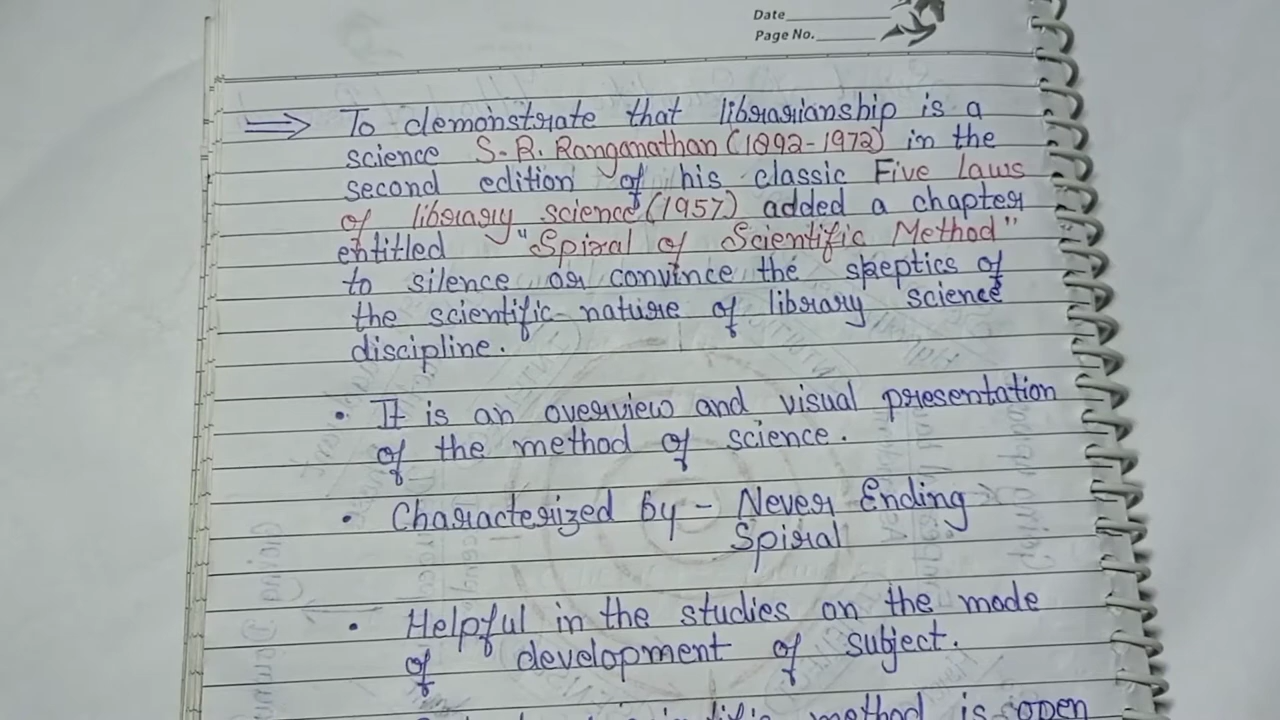 Date
Page No.
⇒ To demonstrate that librarianship is a
science S.R. Ranganathan (1892-1972) in the
second edition of his classic Five laws
of library science (1957) added a chapter
entitled "Spiral of Scientific Method"
to silence or convince the skeptics of
the scientific nature of library science
discipline.
• It is an overview and visual presentation
of the method of science.
• Characterized by - Never Ending
Spiral
• Helpful in the studies on the mode
of development of subject.
method is open